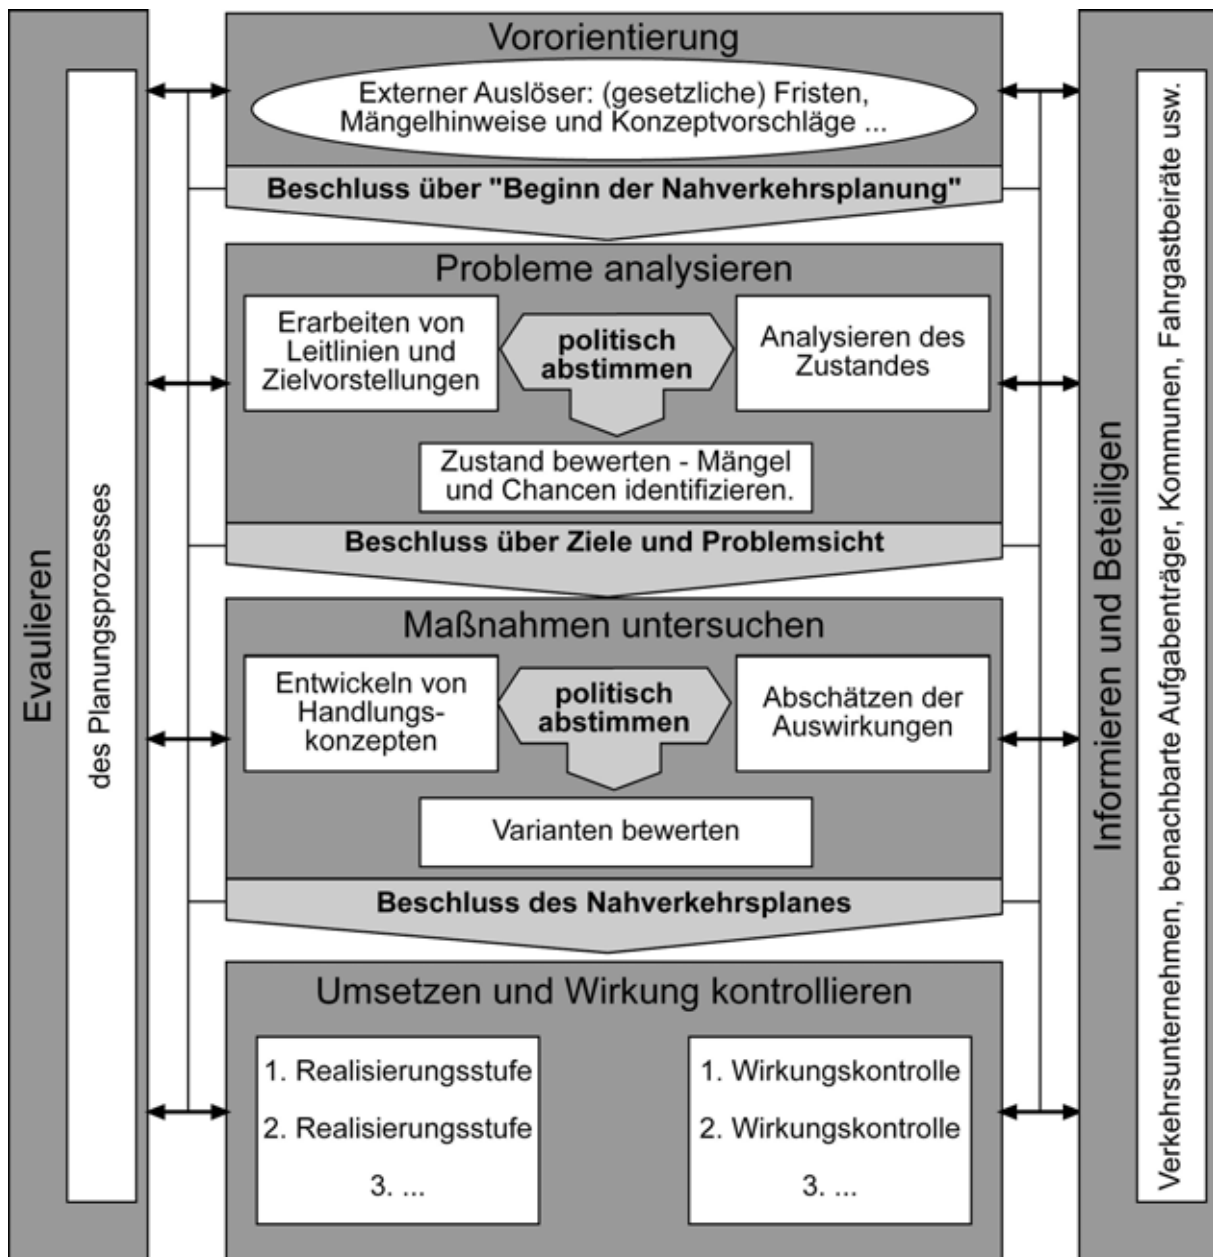 Evaulieren
des Planungsprozesses
Vororientierung
Externer Auslöser: (gesetzliche) Fristen,
Mängelhinweise und Konzeptvorschläge ...
Beschluss über "Beginn der Nahverkehrsplanung"
Probleme analysieren
Erarbeiten von
Leitlinien und
Zielvorstellungen
politisch
abstimmen
Analysieren des
Zustandes
Zustand bewerten - Mängel
und Chancen identifizieren.
Beschluss über Ziele und Problemsicht
Maßnahmen untersuchen
Entwickeln von
Handlungs-
konzepten
politisch
abstimmen
Abschätzen der
Auswirkungen
Varianten bewerten
Beschluss des Nahverkehrsplanes
Umsetzen und Wirkung kontrollieren
1. Realisierungsstufe
2. Realisierungsstufe
3. ...
1. Wirkungskontrolle
2. Wirkungskontrolle
3. ...
Informieren und Beteiligen
Verkehrsunternehmen, benachbarte Aufgabenträger, Kommunen, Fahrgastbeiräte usw.